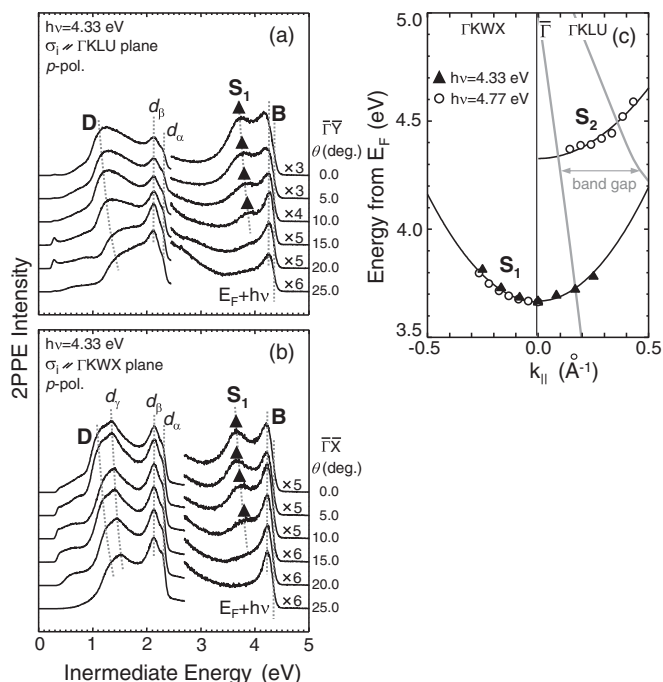 hν=4.33 eV
σi // ΓKLU plane
p-pol.
(a)
S1
D
dβ
dα
B
Γ̅Y̅
θ(deg.)
×3
0.0
×3
5.0
×4
10.0
×5
15.0
×5
20.0
×6
25.0
EF+hν
2PPE Intensity
hν=4.33 eV
σi // ΓKWX plane
p-pol.
(b)
S1
dγ
D
dβ
dα
B
Γ̅X̅
θ(deg.)
×5
0.0
×5
5.0
×5
10.0
×6
15.0
×6
20.0
×6
25.0
EF+hν
0 1 2 3 4 5
Inermediate Energy (eV)
ΓKWX
Γ̅
ΓKLU
(c)
hν=4.33 eV
hν=4.77 eV
S2
band gap
S1
Energy from EF (eV)
5.0
4.5
4.0
3.5
-0.5 0.0 0.5
k|| (Å-1)